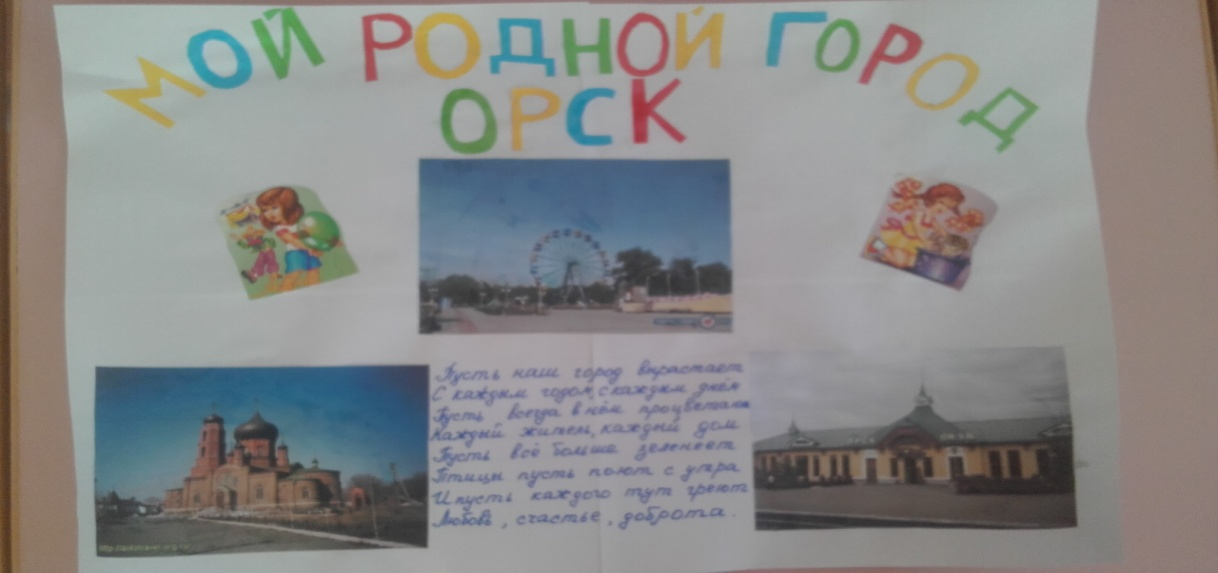 МОЙ РОДНОЙ ГОРОД
ОРСК
Пусть наш город вырастает
С каждым годом, с каждым днём
Пусть всегда в нём процветают
Каждый житель, каждый дом
Пусть всё больше зеленеет
Птицы пусть поют с утра
И пусть каждого тут греют
Любовь, счастье, доброта.
ОРСК